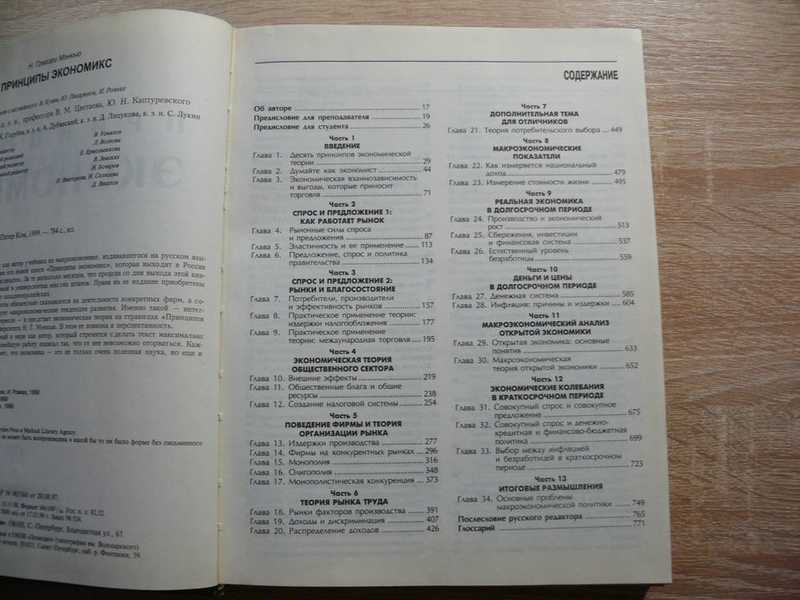 Н. Грегори Мэнкью
ПРИНЦИПЫ ЭКОНОМИКС
профессора В. М. Цветаева, Ю. Н. Каптуревского
В. Усманов
Л. Волкова
В. Земских
Питер Ком, 1999. — 784 с., ил.
СОДЕРЖАНИЕ
Об авторе 17
Предисловие для преподавателя 19
Предисловие для студента 26
Часть 1
ВВЕДЕНИЕ
Глава 1. Десять принципов экономической
теории 29
Глава 2. Думайте как экономист 44
Глава 3. Экономическая взаимозависимость
и выгоды, которые приносит
торговля 71
Часть 2
СПРОС И ПРЕДЛОЖЕНИЕ 1:
КАК РАБОТАЕТ РЫНОК
Глава 4. Рыночные силы спроса
и предложения 87
Глава 5. Эластичность и ее применение 113
Глава 6. Предложение, спрос и политика
правительства 134
Часть 3
СПРОС И ПРЕДЛОЖЕНИЕ 2:
РЫНКИ И БЛАГОСОСТОЯНИЕ
Глава 7. Потребители, производители
и эффективность рынков 157
Глава 8. Практическое применение теории:
издержки налогообложения 177
Глава 9. Практическое применение
теории: международная торговля 195
Часть 4
ЭКОНОМИЧЕСКАЯ ТЕОРИЯ
ОБЩЕСТВЕННОГО СЕКТОРА
Глава 10. Внешние эффекты 219
Глава 11. Общественные блага и общие
ресурсы 238
Глава 12. Создание налоговой системы 254
Часть 5
ПОВЕДЕНИЕ ФИРМЫ И ТЕОРИЯ
ОРГАНИЗАЦИИ РЫНКА
Глава 13. Издержки производства 277
Глава 14. Фирмы на конкурентных рынках 296
Глава 15. Монополия 316
Глава 16. Олигополия 348
Глава 17. Монополистическая конкуренция 373
Часть 6
ТЕОРИЯ РЫНКА ТРУДА
Глава 18. Рынки факторов производства 391
Глава 19. Доходы и дискриминация 407
Глава 20. Распределение доходов 426
Часть 7
ДОПОЛНИТЕЛЬНАЯ ТЕМА
ДЛЯ ОТЛИЧНИКОВ
Глава 21. Теория потребительского выбора 449
Часть 8
МАКРОЭКОНОМИЧЕСКИЕ
ПОКАЗАТЕЛИ
Глава 22. Как измеряется национальный
доход 479
Глава 23. Измерение стоимости жизни 495
Часть 9
РЕАЛЬНАЯ ЭКОНОМИКА
В ДОЛГОСРОЧНОМ ПЕРИОДЕ
Глава 24. Производство и экономический
рост 513
Глава 25. Сбережения, инвестиции
и финансовая система 537
Глава 26. Естественный уровень
безработицы 559
Часть 10
ДЕНЬГИ И ЦЕНЫ
В ДОЛГОСРОЧНОМ ПЕРИОДЕ
Глава 27. Денежная система 585
Глава 28. Инфляция: причины и издержки 604
Часть 11
МАКРОЭКОНОМИЧЕСКИЙ АНАЛИЗ
ОТКРЫТОЙ ЭКОНОМИКИ
Глава 29. Открытая экономика: основные
понятия 633
Глава 30. Макроэкономическая
теория открытой экономики 652
Часть 12
ЭКОНОМИЧЕСКИЕ КОЛЕБАНИЯ
В КРАТКОСРОЧНОМ ПЕРИОДЕ
Глава 31. Совокупный спрос и совокупное
предложение 675
Глава 32. Совокупный спрос и денежно-
кредитная и финансово-бюджетная
политика 699
Глава 33. Выбор между инфляцией
и безработицей в краткосрочном
периоде 723
Часть 13
ИТОГОВЫЕ РАЗМЫШЛЕНИЯ
Глава 34. Основные проблемы
макроэкономической политики 749
Послесловие русского редактора 765
Глоссарий 771